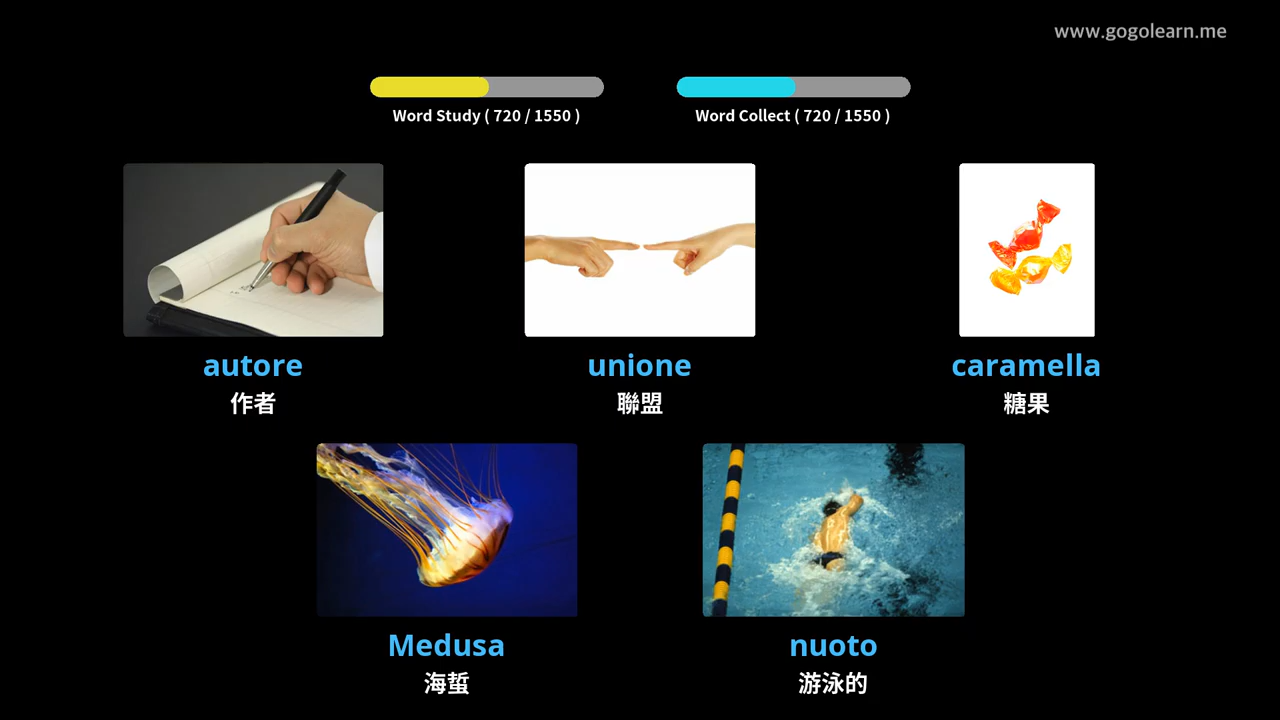 www.gogolearn.me
Word Study ( 720 / 1550 )
Word Collect ( 720 / 1550 )
autore
作者
unione
聯盟
caramella
糖果
Medusa
海蜇
nuoto
游泳的